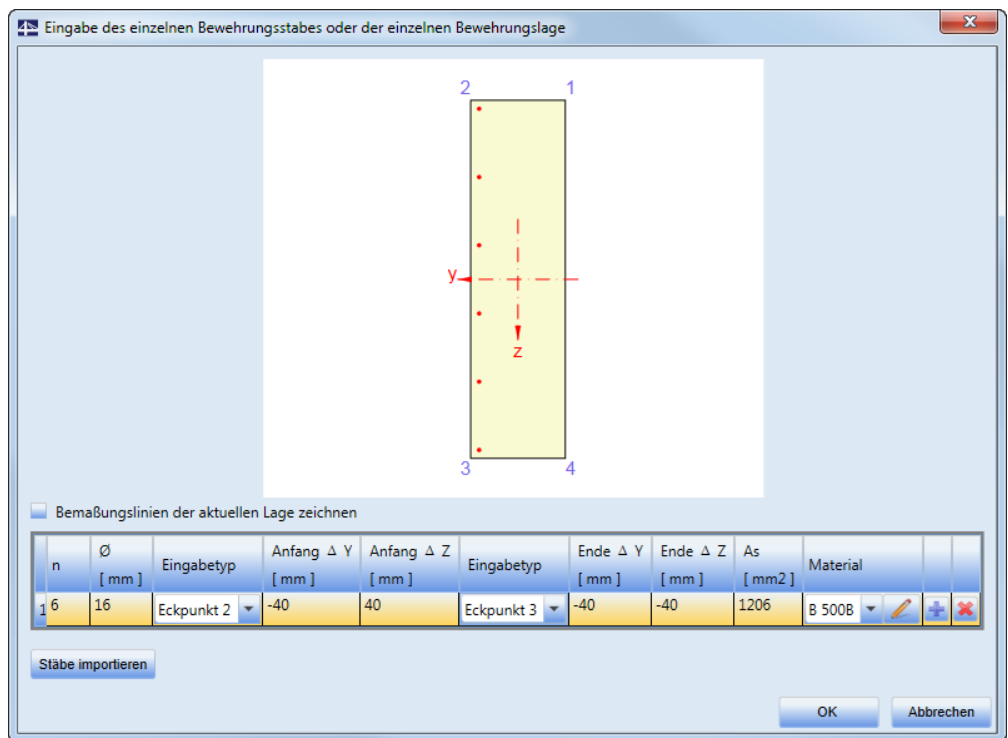 Eingabe des einzelnen Bewehrungsstabes oder der einzelnen Bewehrungslage
2 1
y
z
3 4
Bemaßungslinien der aktuellen Lage zeichnen
n Ø [ mm ] Eingabetyp Anfang Δ Y [ mm ] Anfang Δ Z [ mm ] Eingabetyp Ende Δ Y [ mm ] Ende Δ Z [ mm ] As [ mm2 ] Material
1 6 16 Eckpunkt 2 -40 40 Eckpunkt 3 -40 -40 1206 B 500B
Stäbe importieren
OK Abbrechen